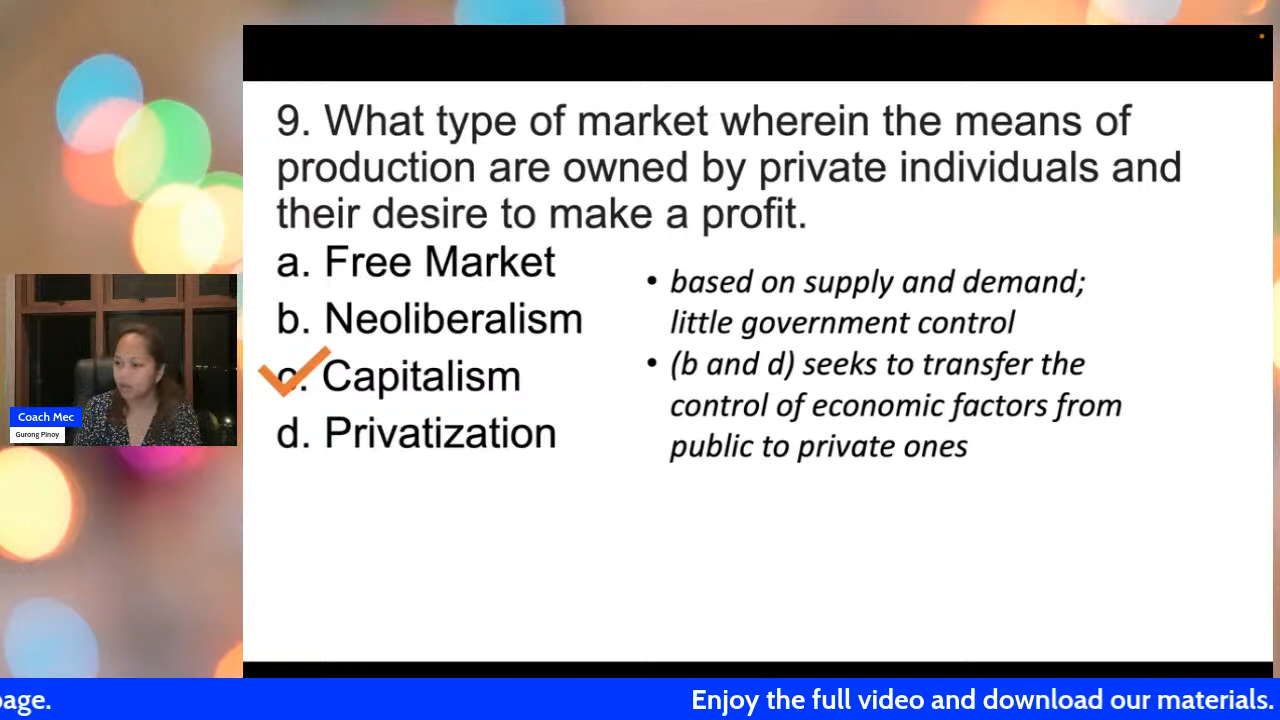 9. What type of market wherein the means of
production are owned by private individuals and
their desire to make a profit.
a. Free Market
b. Neoliberalism
c. Capitalism
d. Privatization
• based on supply and demand;
little government control
• (b and d) seeks to transfer the
control of economic factors from
public to private ones
Coach Mec
Gurong Pinoy
page. Enjoy the full video and download our materials.